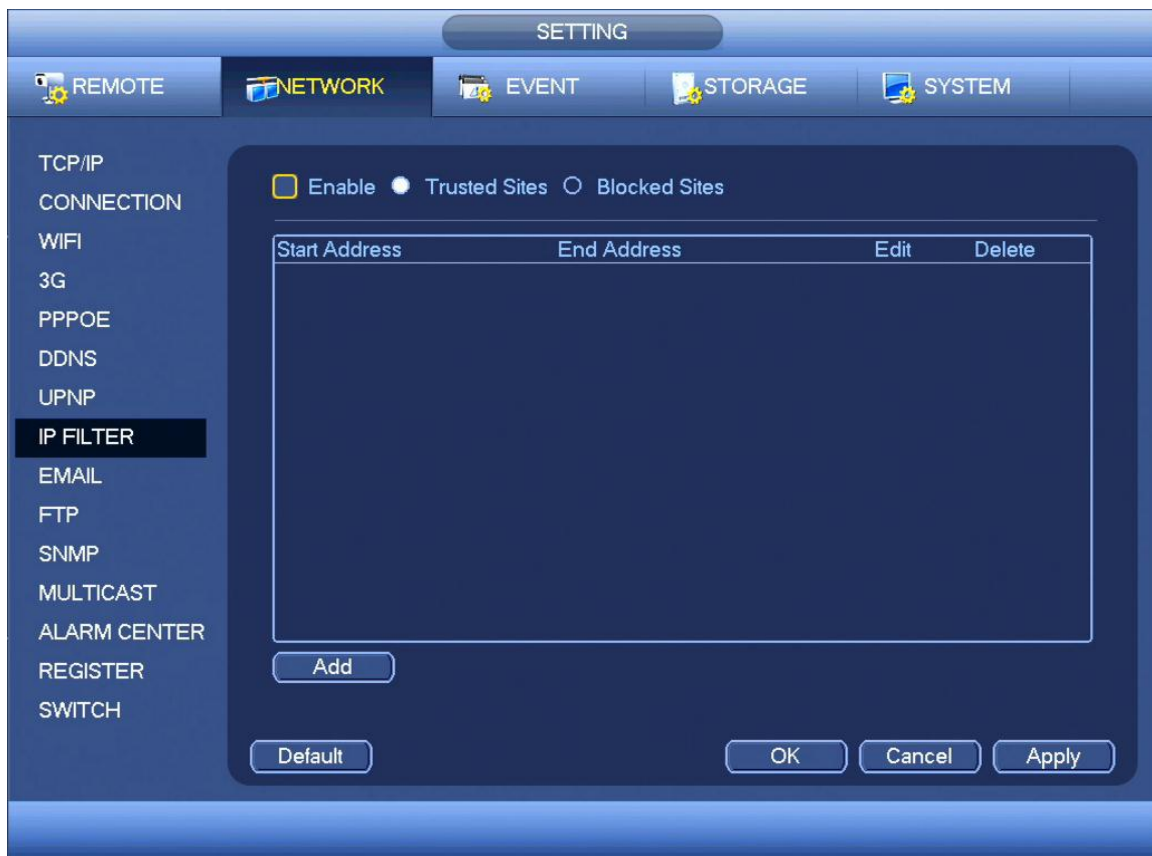 SETTING
REMOTE NETWORK EVENT STORAGE SYSTEM
TCP/IP
CONNECTION
WIFI
3G
PPPOE
DDNS
UPNP
IP FILTER
EMAIL
FTP
SNMP
MULTICAST
ALARM CENTER
REGISTER
SWITCH
Enable Trusted Sites Blocked Sites
Start Address End Address Edit Delete
Add
Default OK Cancel Apply